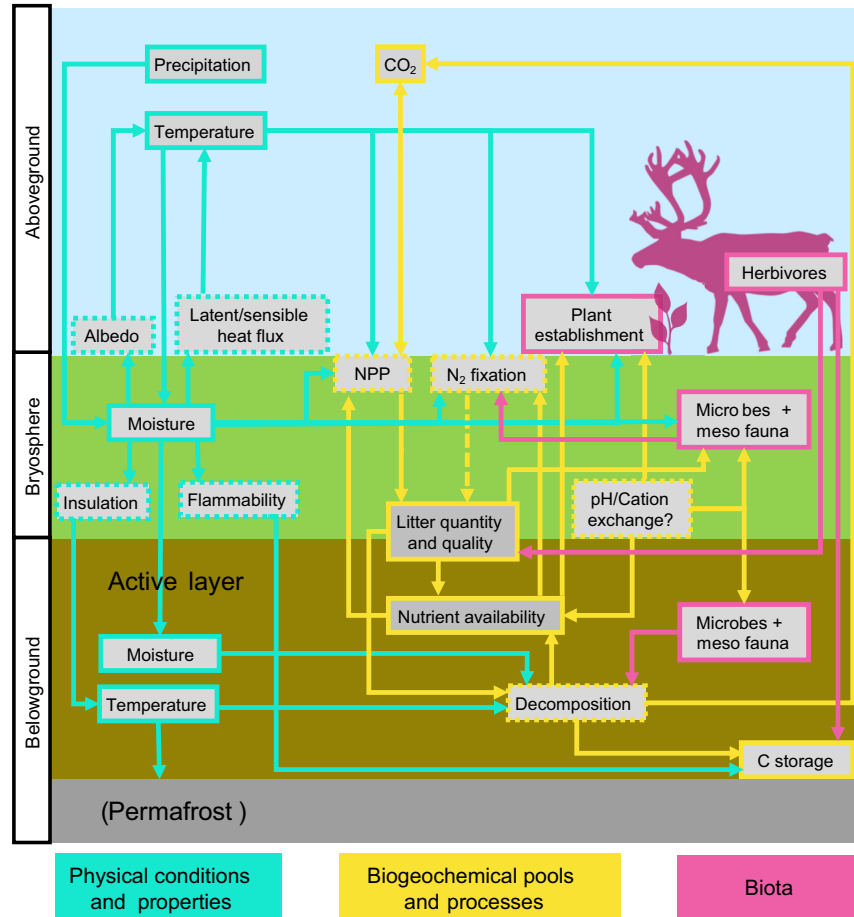 Aboveground
Precipitation
CO₂
Temperature
Herbivores
Albedo
Latent/sensible
heat flux
Plant
establishment
Bryosphere
NPP
N₂ fixation
Moisture
Microbes +
meso fauna
Insulation
Flammability
Litter quantity
and quality
pH/Cation
exchange?
Belowground
Active layer
Nutrient availability
Microbes +
meso fauna
Moisture
Temperature
Decomposition
C storage
(Permafrost )
Physical conditions
and properties
Biogeochemical pools
and processes
Biota